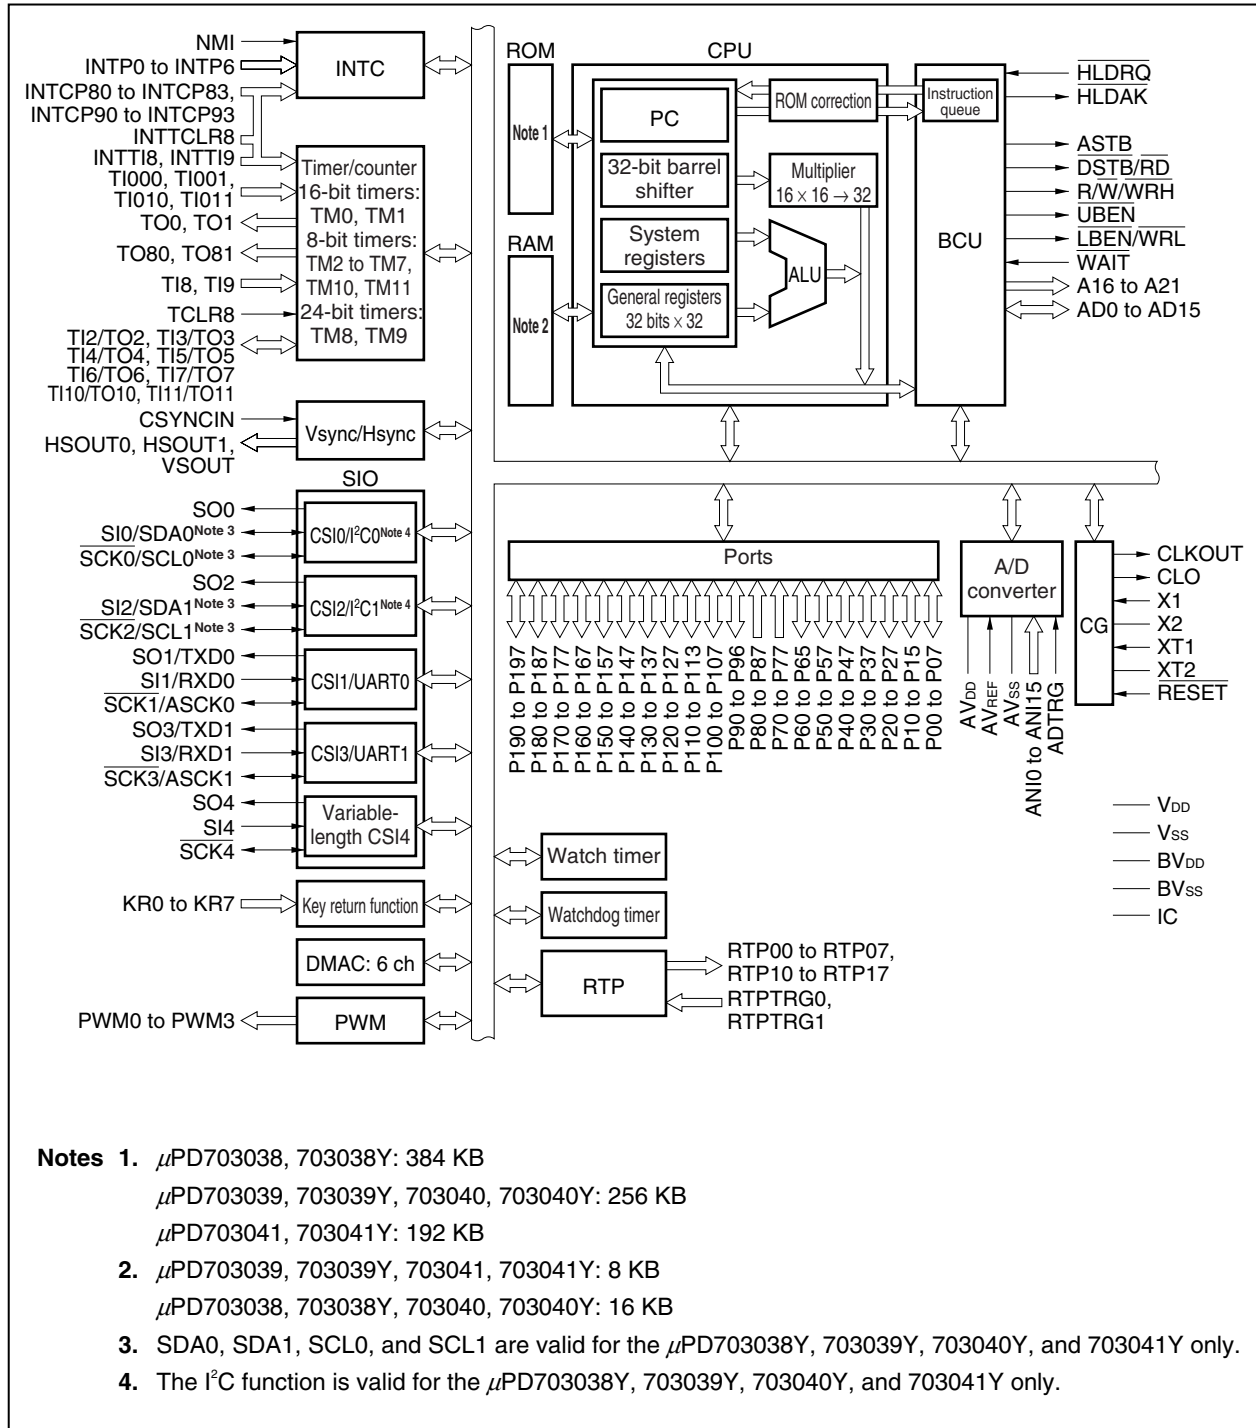 NMI
INTP0 to INTP6
INTCP80 to INTCP83,
INTCP90 to INTCP93
INTTCLR8
INTTI8, INTTI9
TI000, TI001,
TI010, TI011
TO0, TO1
TO80, TO81
TI8, TI9
TCLR8
TI2/TO2, TI3/TO3
TI4/TO4, TI5/TO5
TI6/TO6, TI7/TO7
TI10/TO10, TI11/TO11
CSYNCIN
HSOUT0, HSOUT1,
VSOUT
INTC
Timer/counter
16-bit timers:
TM0, TM1
8-bit timers:
TM2 to TM7,
TM10, TM11
24-bit timers:
TM8, TM9
Vsync/Hsync
SIO
SO0
SI0/SDA0Note 3
SCK0/SCL0Note 3
CSI0/I²C0Note 4
SO2
SI2/SDA1Note 3
SCK2/SCL1Note 3
CSI2/I²C1Note 4
SO1/TXD0
SI1/RXD0
SCK1/ASCK0
CSI1/UART0
SO3/TXD1
SI3/RXD1
SCK3/ASCK1
CSI3/UART1
SO4
SI4
SCK4
Variable-
length CSI4
KR0 to KR7
Key return function
DMAC: 6 ch
PWM0 to PWM3
PWM
ROM
Note 1
RAM
Note 2
CPU
PC
32-bit barrel
shifter
System
registers
General registers
32 bits × 32
ROM correction
Multiplier
16 × 16 → 32
ALU
Instruction
queue
BCU
HLDRQ
HLDAK
ASTB
DSTB/RD
R/W/WRH
UBEN
LBEN/WRL
WAIT
A16 to A21
AD0 to AD15
Ports
P190 to P197
P180 to P187
P170 to P177
P160 to P167
P150 to P157
P140 to P147
P130 to P137
P120 to P127
P110 to P113
P100 to P107
P90 to P96
P80 to P87
P70 to P77
P60 to P65
P50 to P57
P40 to P47
P30 to P37
P20 to P27
P10 to P15
P00 to P07
A/D
converter
AVDD
AVREF
AVSS
ANI0 to ANI15
ADTRG
CG
CLKOUT
CLO
X1
X2
XT1
XT2
RESET
VDD
VSS
BVDD
BVSS
IC
Watch timer
Watchdog timer
RTP
RTP00 to RTP07,
RTP10 to RTP17
RTPTRG0,
RTPTRG1
Notes 1. μPD703038, 703038Y: 384 KB
μPD703039, 703039Y, 703040, 703040Y: 256 KB
μPD703041, 703041Y: 192 KB
2. μPD703039, 703039Y, 703041, 703041Y: 8 KB
μPD703038, 703038Y, 703040, 703040Y: 16 KB
3. SDA0, SDA1, SCL0, and SCL1 are valid for the μPD703038Y, 703039Y, 703040Y, and 703041Y only.
4. The I²C function is valid for the μPD703038Y, 703039Y, 703040Y, and 703041Y only.